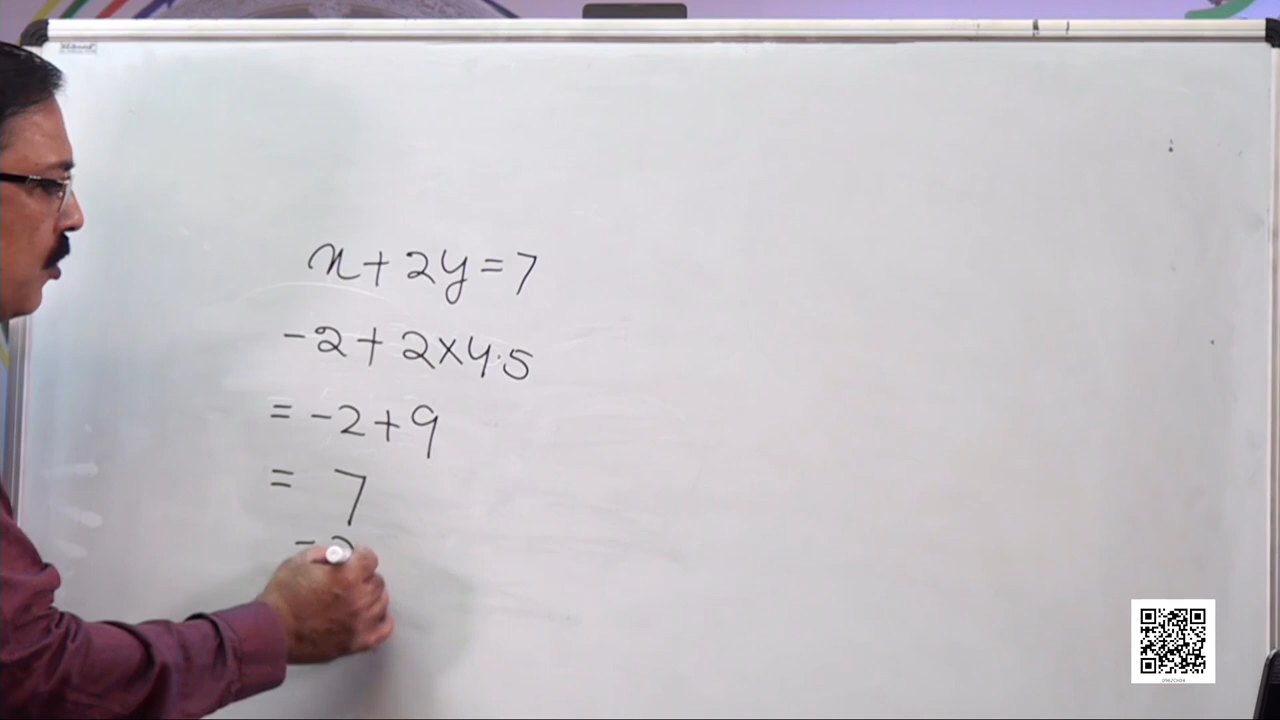 x+2y=7
-2+2×4.5
= -2+9
= 7